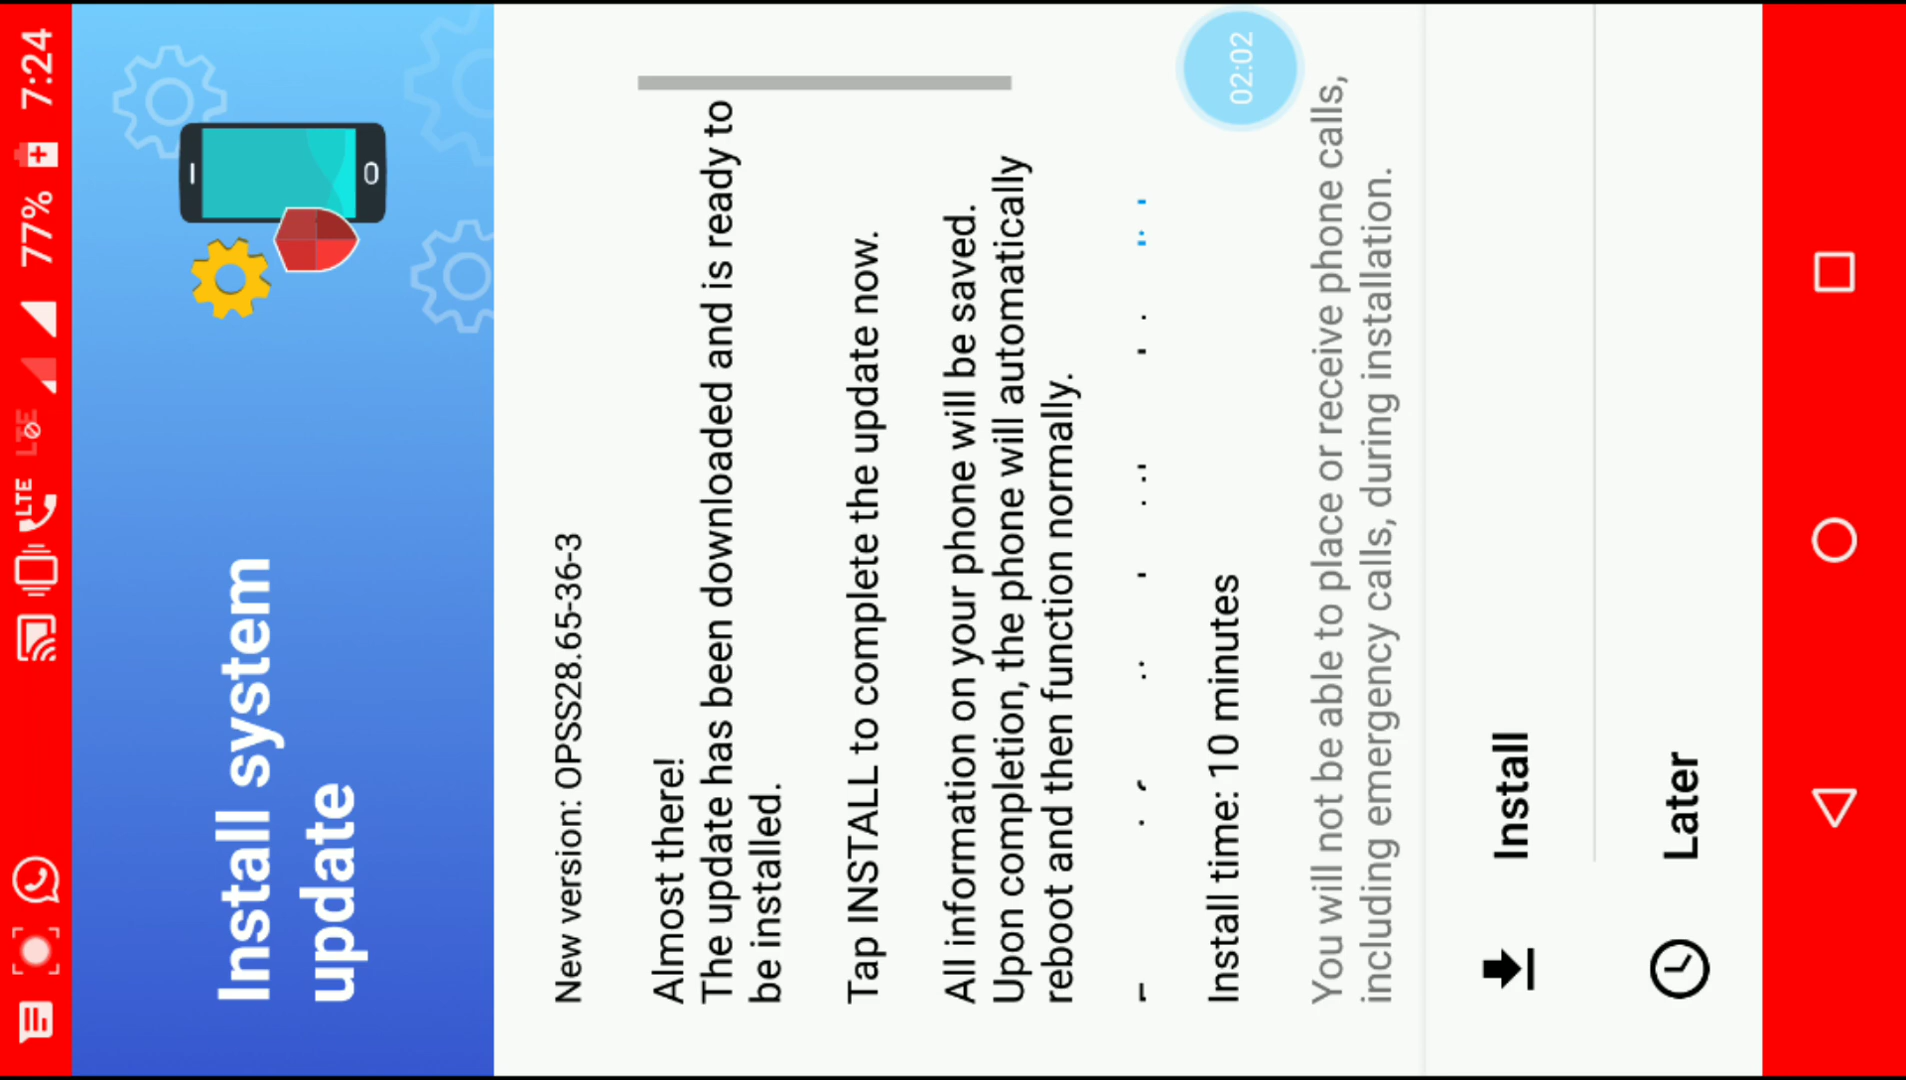 7:24
77%
LTE
LTE
Install system
update
New version: OPSS28.65-36-3
Almost there!
The update has been downloaded and is ready to
be installed.
Tap INSTALL to complete the update now.
All information on your phone will be saved.
Upon completion, the phone will automatically
reboot and then function normally.
Install time: 10 minutes
02:02
You will not be able to place or receive phone calls,
including emergency calls, during installation.
Install
Later